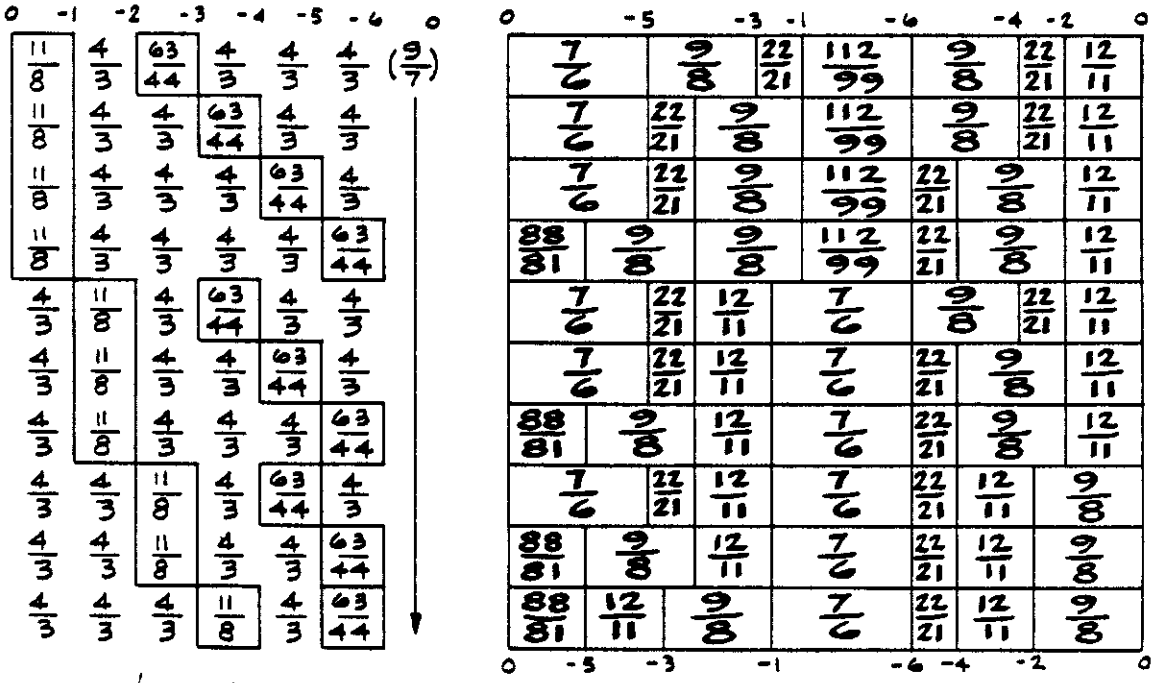 0 -1 -2 -3 -4 -5 -6 0 0 -5 -3 -1 -6 -4 -2 0
11/8 4/3 63/44 4/3 4/3 4/3 (9/7) 7/6 9/8 22/21 112/99 9/8 22/21 12/11
11/8 4/3 4/3 63/44 4/3 4/3 7/6 22/21 9/8 112/99 9/8 22/21 12/11
11/8 4/3 4/3 4/3 63/44 4/3 7/6 22/21 9/8 112/99 22/21 9/8 12/11
11/8 4/3 4/3 4/3 4/3 63/44 88/81 9/8 9/8 112/99 22/21 9/8 12/11
4/3 11/8 4/3 63/44 4/3 4/3 7/6 22/21 12/11 7/6 9/8 22/21 12/11
4/3 11/8 4/3 4/3 63/44 4/3 7/6 22/21 12/11 7/6 22/21 9/8 12/11
4/3 11/8 4/3 4/3 4/3 63/44 88/81 9/8 12/11 7/6 22/21 9/8 12/11
4/3 4/3 11/8 4/3 63/44 4/3 7/6 22/21 12/11 7/6 22/21 12/11 9/8
4/3 4/3 11/8 4/3 4/3 63/44 88/81 9/8 12/11 7/6 22/21 12/11 9/8
4/3 4/3 4/3 11/8 4/3 63/44 88/81 12/11 9/8 7/6 22/21 12/11 9/8
0 -5 -3 -1 -6 -4 -2 0